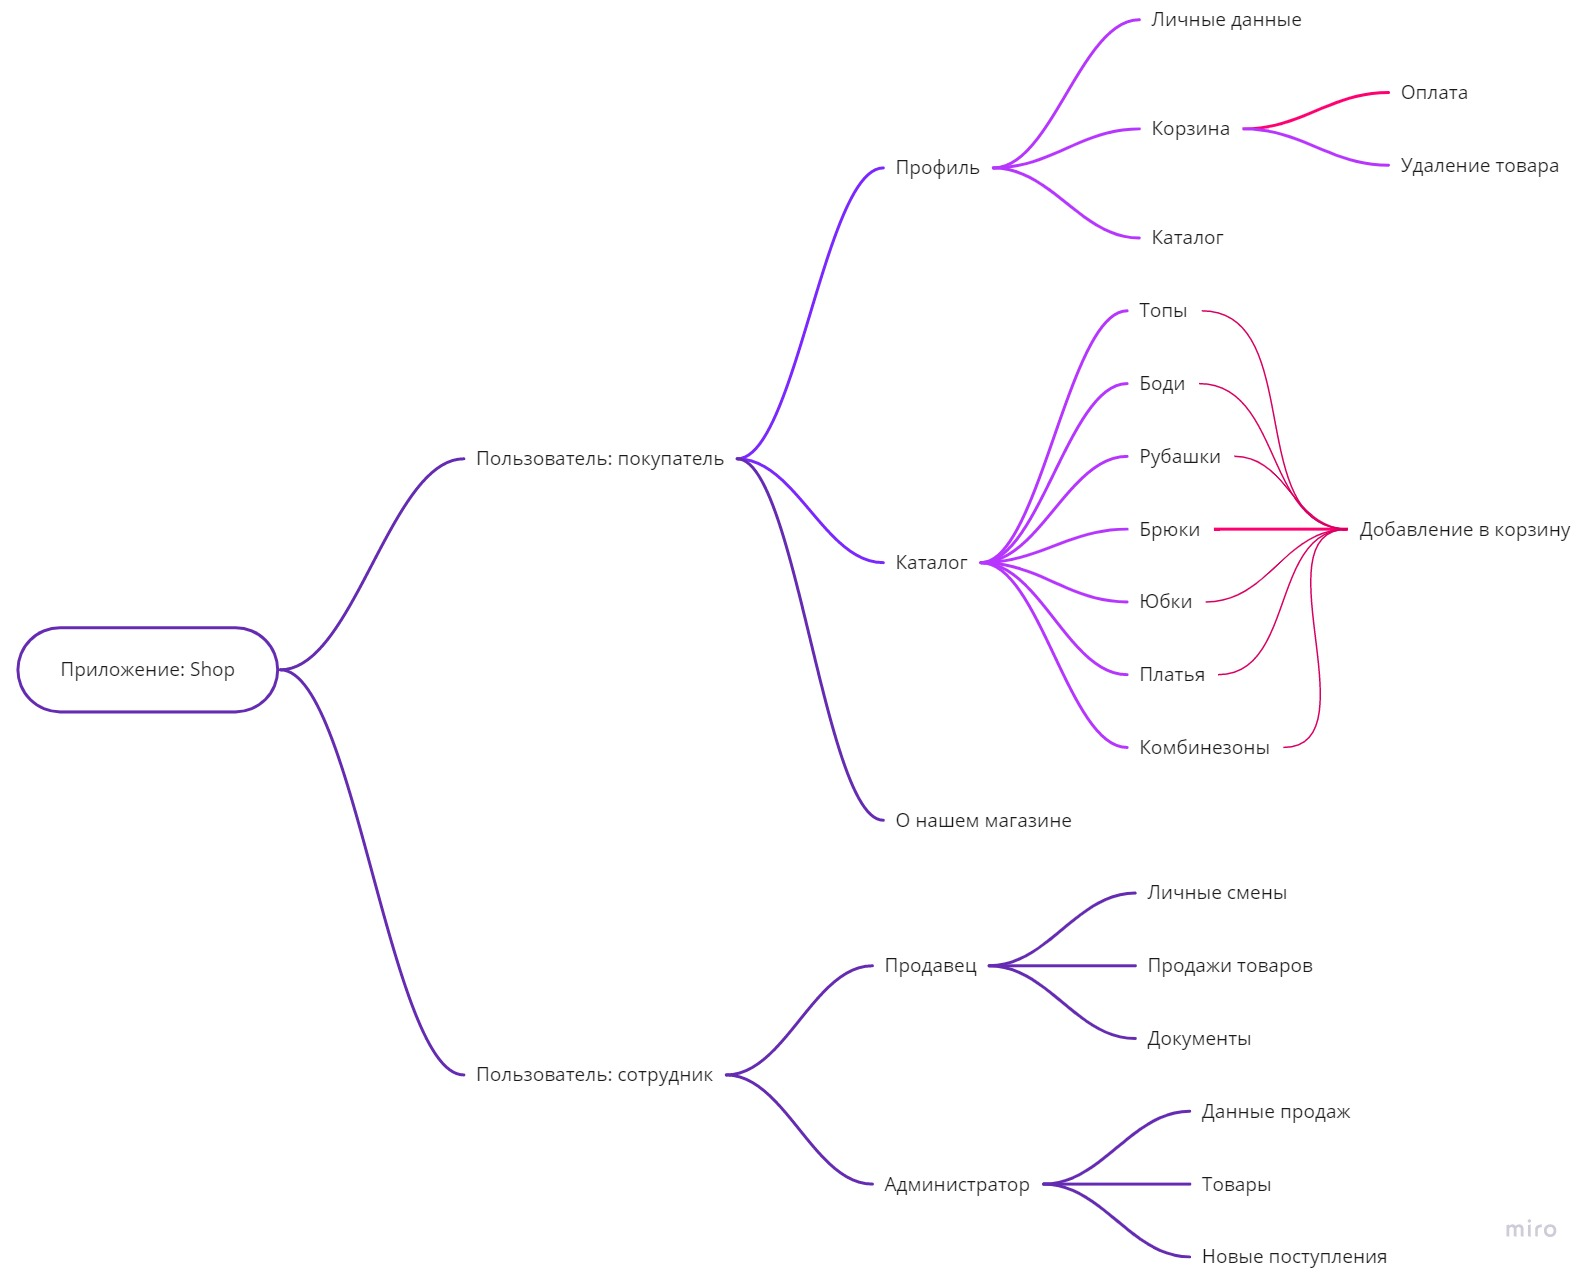 Приложение: Shop
Пользователь: покупатель
Профиль
Личные данные
Корзина
Оплата
Удаление товара
Каталог
Каталог
Топы
Боди
Рубашки
Брюки
Юбки
Платья
Комбинезоны
Добавление в корзину
О нашем магазине
Пользователь: сотрудник
Продавец
Личные смены
Продажи товаров
Документы
Администратор
Данные продаж
Товары
Новые поступления
miro